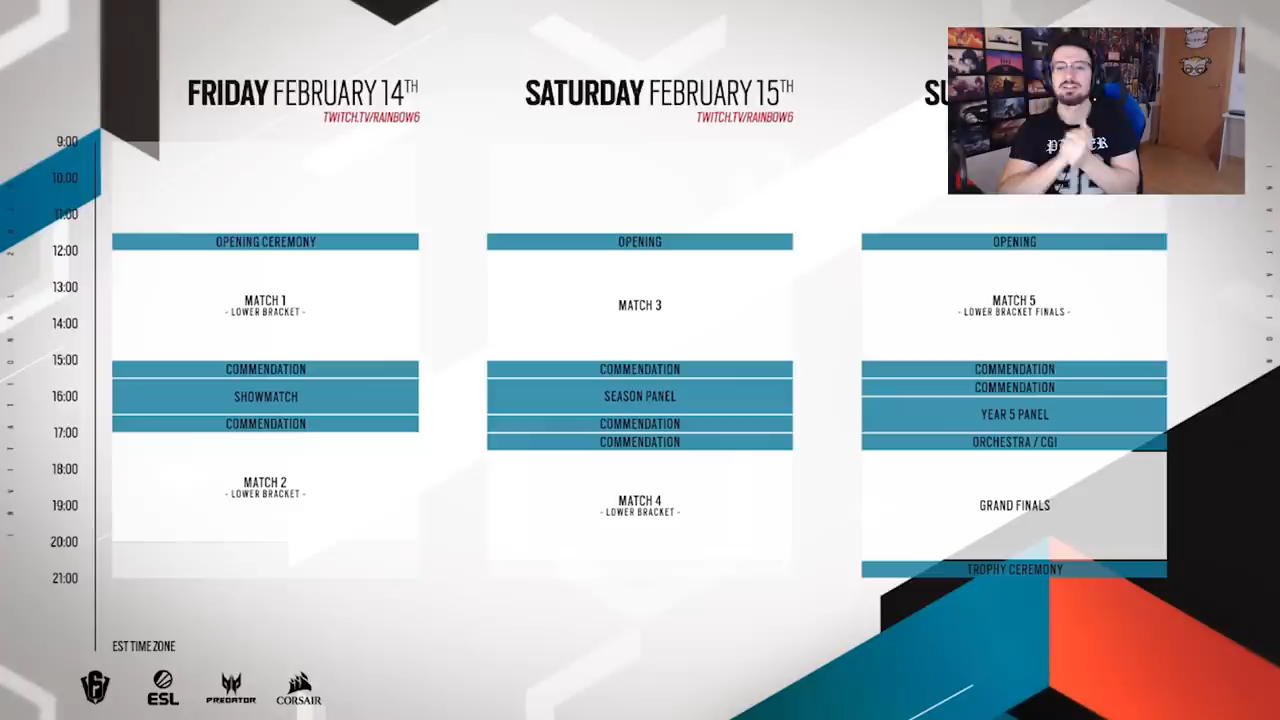 FRIDAY FEBRUARY 14TH
TWITCH.TV/RAINBOW6
SATURDAY FEBRUARY 15TH
TWITCH.TV/RAINBOW6
SU
9:00
10:00
11:00
12:00
13:00
14:00
15:00
16:00
17:00
18:00
19:00
20:00
21:00
OPENING CEREMONY
MATCH 1
- LOWER BRACKET -
COMMENDATION
SHOWMATCH
COMMENDATION
MATCH 2
- LOWER BRACKET -
OPENING
MATCH 3
COMMENDATION
SEASON PANEL
COMMENDATION
COMMENDATION
MATCH 4
- LOWER BRACKET -
OPENING
MATCH 5
- LOWER BRACKET FINALS -
COMMENDATION
COMMENDATION
YEAR 5 PANEL
ORCHESTRA / CGI
GRAND FINALS
TROPHY CEREMONY
EST TIME ZONE
ESL
PREDATOR
CORSAIR